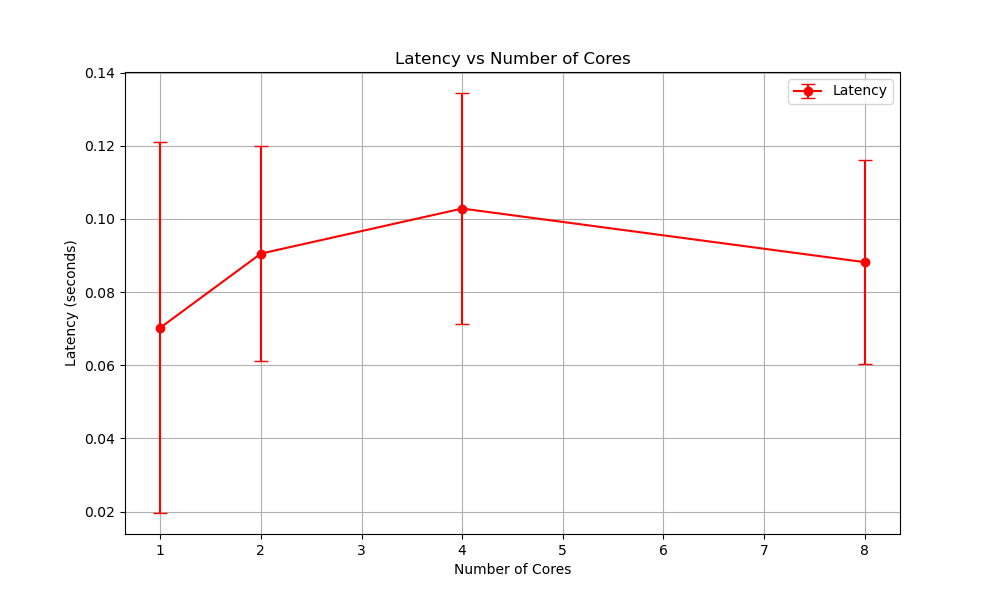 Latency vs Number of Cores
Latency
0.14
0.12
0.10
0.08
0.06
0.04
0.02
Latency (seconds)
1 2 3 4 5 6 7 8
Number of Cores